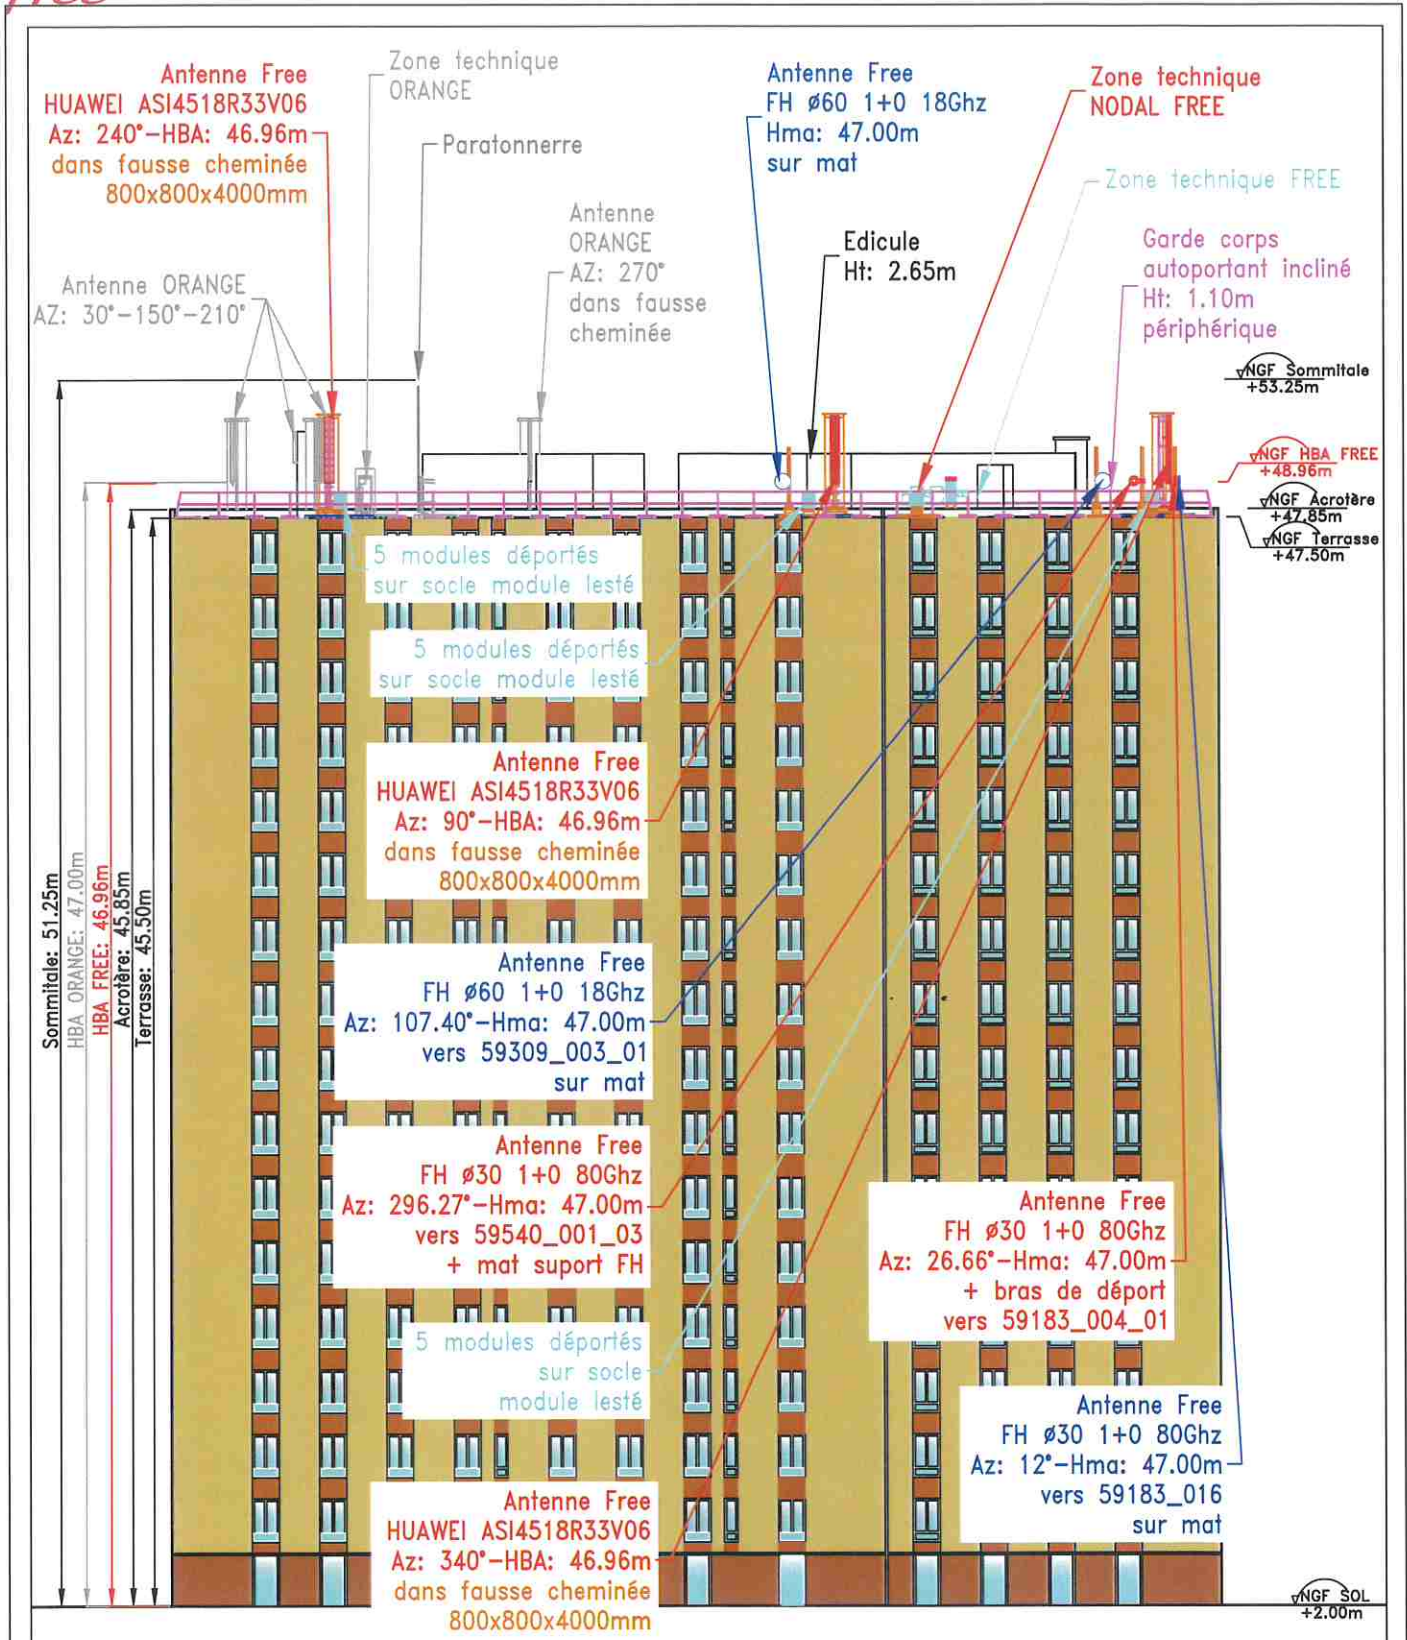 free
Antenne Free
HUAWEI ASI4518R33V06
Az: 240°-HBA: 46.96m
dans fausse cheminée
800x800x4000mm
Zone technique
ORANGE
Paratonnerre
Antenne ORANGE
AZ: 30°-150°-210°
Antenne
ORANGE
AZ: 270°
dans fausse
cheminée
Antenne Free
FH ø60 1+0 18Ghz
Hma: 47.00m
sur mat
Edicule
Ht: 2.65m
Zone technique
NODAL FREE
Zone technique FREE
Garde corps
autoportant incliné
Ht: 1.10m
périphérique
NGF Sommitale
+53.25m
NGF HBA FREE
+48.96m
NGF Acrotère
+47.85m
NGF Terrasse
+47.50m
5 modules déportés
sur socle module lesté
5 modules déportés
sur socle module lesté
Antenne Free
HUAWEI ASI4518R33V06
Az: 90°-HBA: 46.96m
dans fausse cheminée
800x800x4000mm
Sommitale: 51.25m
HBA ORANGE: 47.00m
HBA FREE: 46.96m
Acrotère: 45.85m
Terrasse: 45.50m
Antenne Free
FH ø60 1+0 18Ghz
Az: 107.40°-Hma: 47.00m
vers 59309_003_01
sur mat
Antenne Free
FH ø30 1+0 80Ghz
Az: 296.27°-Hma: 47.00m
vers 59540_001_03
+ mat suport FH
Antenne Free
FH ø30 1+0 80Ghz
Az: 26.66°-Hma: 47.00m
+ bras de déport
vers 59183_004_01
5 modules déportés
sur socle
module lesté
Antenne Free
FH ø30 1+0 80Ghz
Az: 12°-Hma: 47.00m
vers 59183_016
sur mat
Antenne Free
HUAWEI ASI4518R33V06
Az: 340°-HBA: 46.96m
dans fausse cheminée
800x800x4000mm
NGF SOL
+2.00m